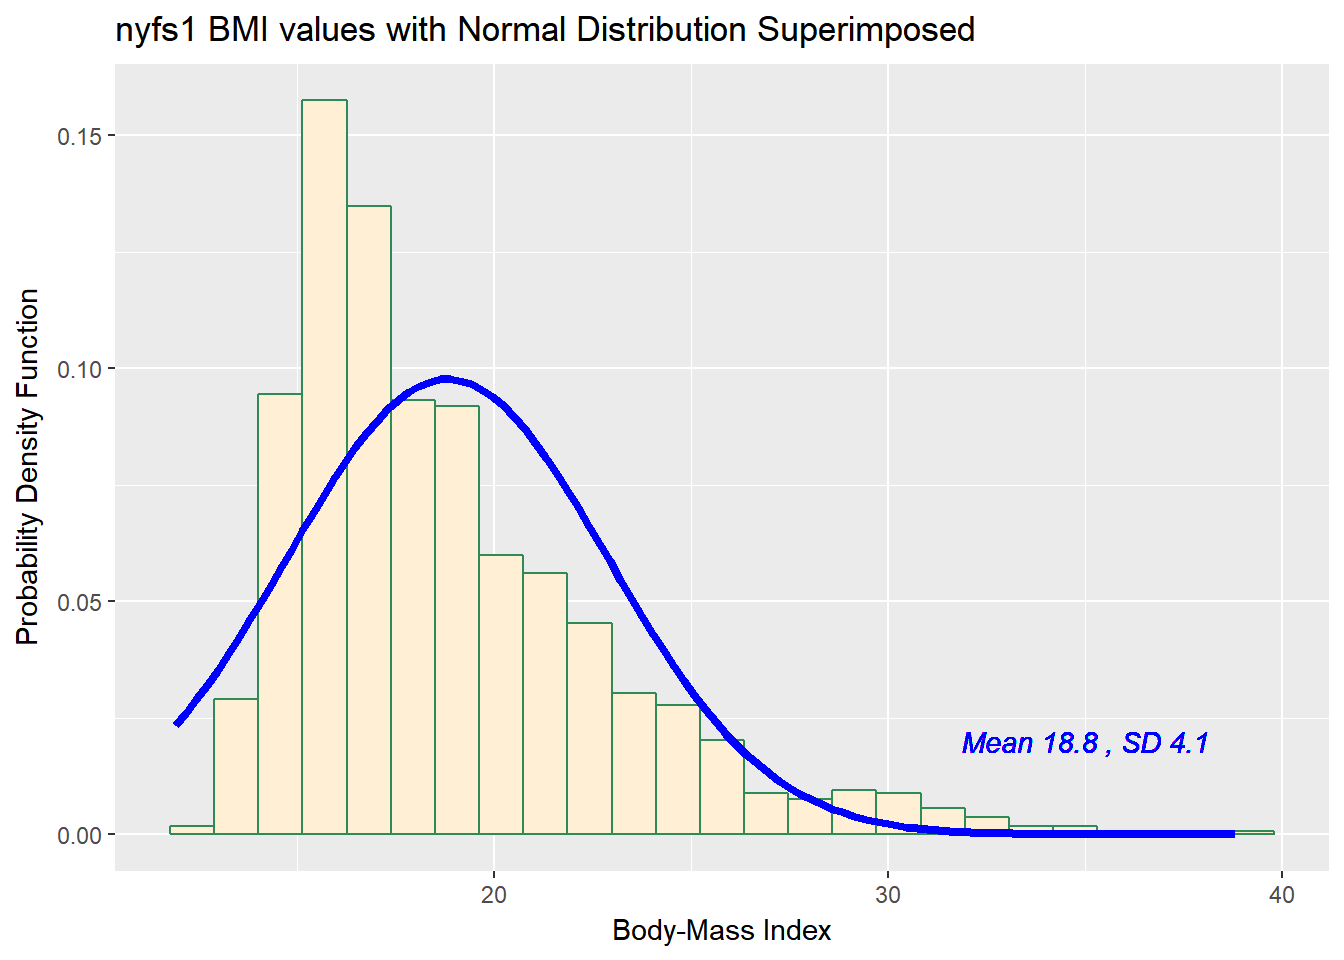 nyfs1 BMI values with Normal Distribution Superimposed
Probability Density Function
0.15
0.10
0.05
0.00
Mean 18.8 , SD 4.1
20
30
40
Body-Mass Index